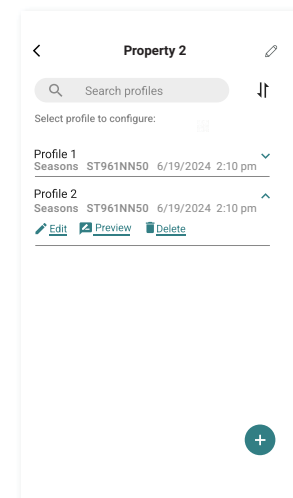 Property 2
Search profiles
Select profile to configure:
Profile 1
Seasons ST961NN50 6/19/2024 2:10 pm
Profile 2
Seasons ST961NN50 6/19/2024 2:10 pm
Edit Preview Delete